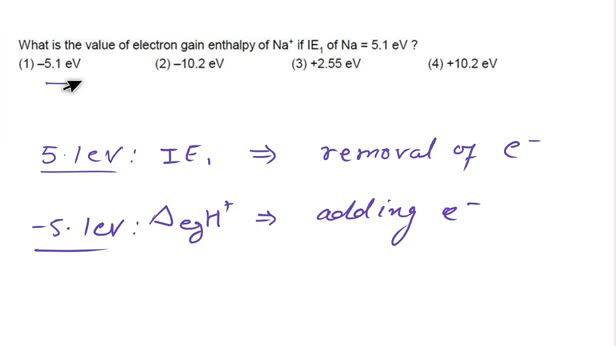 What is the value of electron gain enthalpy of Na⁺ if IE₁ of Na = 5.1 eV ?
(1) –5.1 eV (2) –10.2 eV (3) +2.55 eV (4) +10.2 eV
5.1ev : IE₁ ⇒ removal of e⁻
-5.1ev : ΔegH⁺ ⇒ adding e⁻